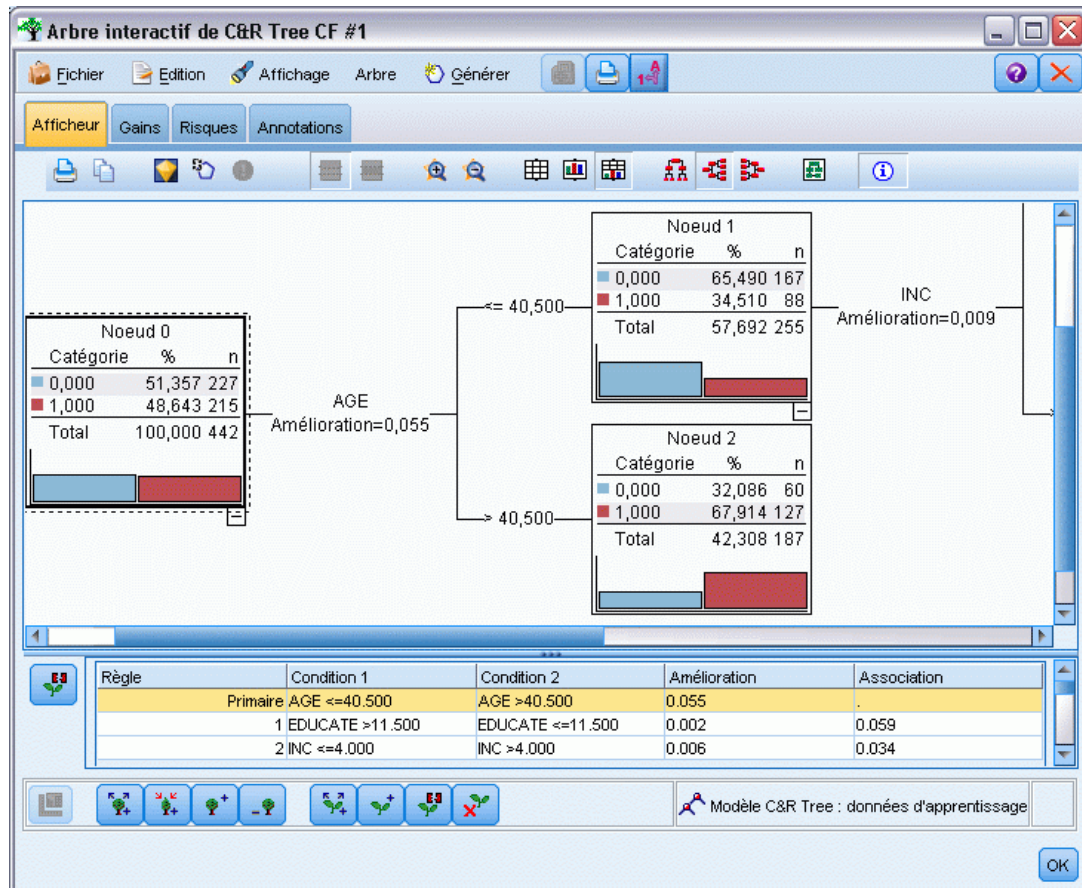 Arbre interactif de C&R Tree CF #1
Fichier Edition Affichage Arbre Générer
Afficheur Gains Risques Annotations
Noeud 0
Catégorie % n
0,000 51,357 227
1,000 48,643 215
Total 100,000 442
AGE
Amélioration=0,055
<= 40,500
Noeud 1
Catégorie % n
0,000 65,490 167
1,000 34,510 88
Total 57,692 255
INC
Amélioration=0,009
> 40,500
Noeud 2
Catégorie % n
0,000 32,086 60
1,000 67,914 127
Total 42,308 187
Règle Condition 1 Condition 2 Amélioration Association
Primaire AGE <=40.500 AGE >40.500 0.055 .
1 EDUCATE >11.500 EDUCATE <=11.500 0.002 0.059
2 INC <=4.000 INC >4.000 0.006 0.034
Modèle C&R Tree : données d'apprentissage
OK